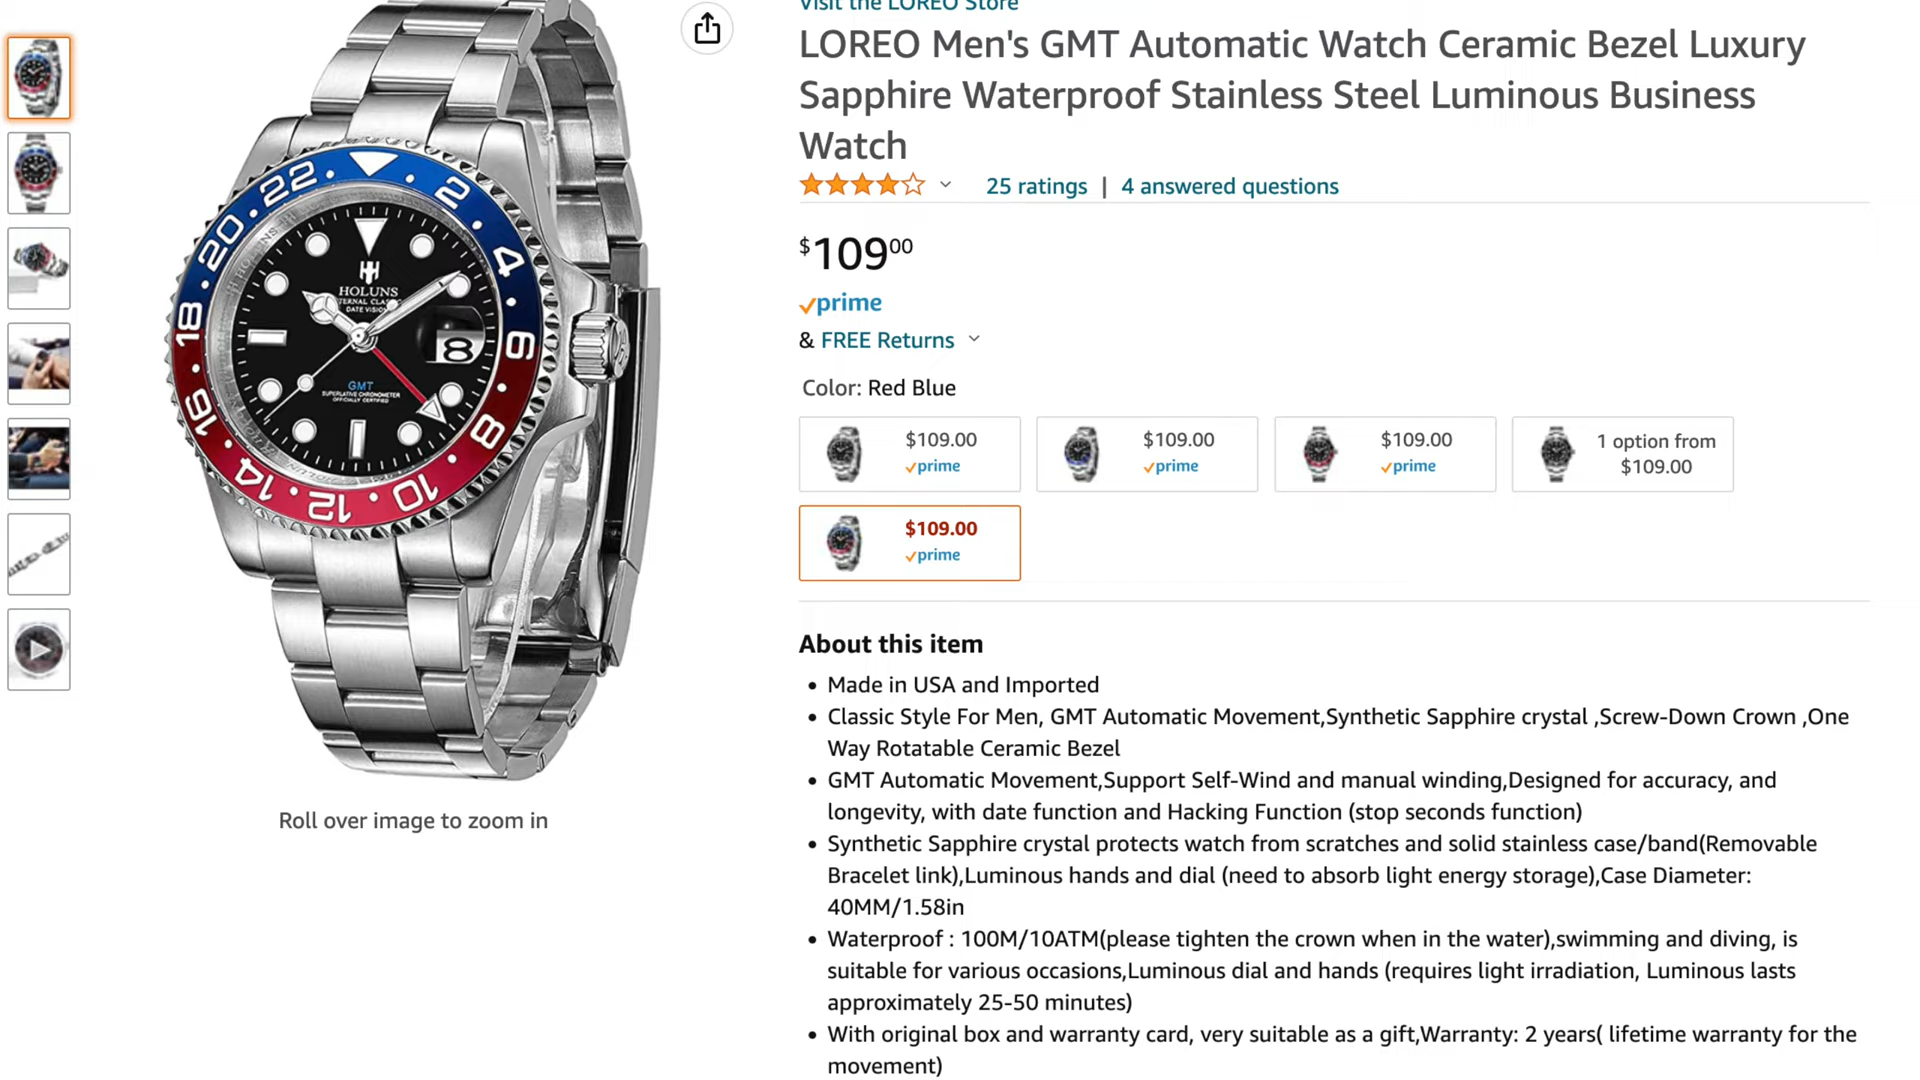 Visit the LOREO Store
LOREO Men's GMT Automatic Watch Ceramic Bezel Luxury
Sapphire Waterproof Stainless Steel Luminous Business
Watch
25 ratings | 4 answered questions
$10900
prime
& FREE Returns
Color: Red Blue
$109.00
prime
$109.00
prime
$109.00
prime
1 option from
$109.00
$109.00
prime
About this item
• Made in USA and Imported
• Classic Style For Men, GMT Automatic Movement,Synthetic Sapphire crystal ,Screw-Down Crown ,One
Way Rotatable Ceramic Bezel
• GMT Automatic Movement,Support Self-Wind and manual winding,Designed for accuracy, and
longevity, with date function and Hacking Function (stop seconds function)
• Synthetic Sapphire crystal protects watch from scratches and solid stainless case/band(Removable
Bracelet link),Luminous hands and dial (need to absorb light energy storage),Case Diameter:
40MM/1.58in
• Waterproof : 100M/10ATM(please tighten the crown when in the water),swimming and diving, is
suitable for various occasions,Luminous dial and hands (requires light irradiation, Luminous lasts
approximately 25-50 minutes)
• With original box and warranty card, very suitable as a gift,Warranty: 2 years( lifetime warranty for the
movement)
2
4
6
8
10
12
14
16
18
20
22
HOLUNS
DATE VISION
8
GMT
SUPERLATIVE CHRONOMETER
OFFICIALLY CERTIFIED
Roll over image to zoom in